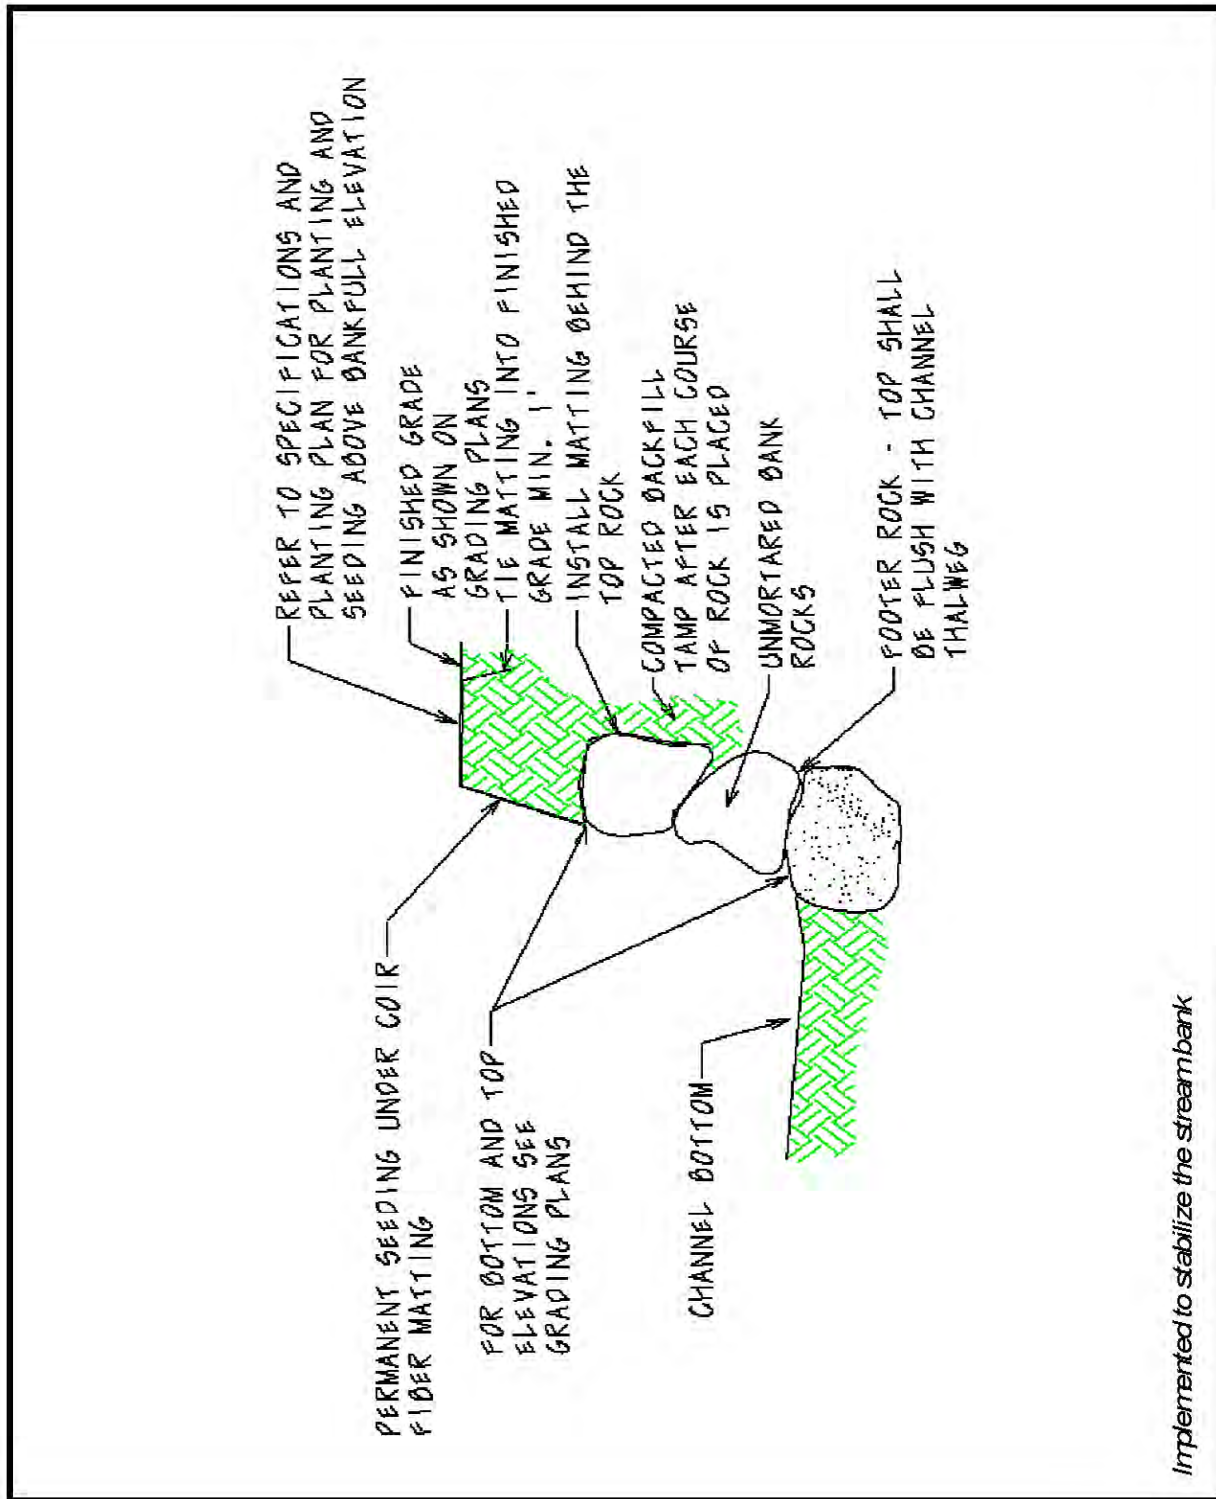 REFER TO SPECIFICATIONS AND
PLANTING PLAN FOR PLANTING AND
SEEDING ABOVE BANKFULL ELEVATION
FINISHED GRADE
AS SHOWN ON
GRADING PLANS
TIE MATTING INTO FINISHED
GRADE MIN. 1'
INSTALL MATTING BEHIND THE
TOP ROCK
COMPACTED BACKFILL
TAMP AFTER EACH COURSE
OF ROCK IS PLACED
UNMORTARED BANK
ROCKS
FOOTER ROCK - TOP SHALL
BE FLUSH WITH CHANNEL
THALWEG
PERMANENT SEEDING UNDER COIR
FIBER MATTING
FOR BOTTOM AND TOP
ELEVATIONS SEE
GRADING PLANS
CHANNEL BOTTOM
Implemented to stabilize the streambank